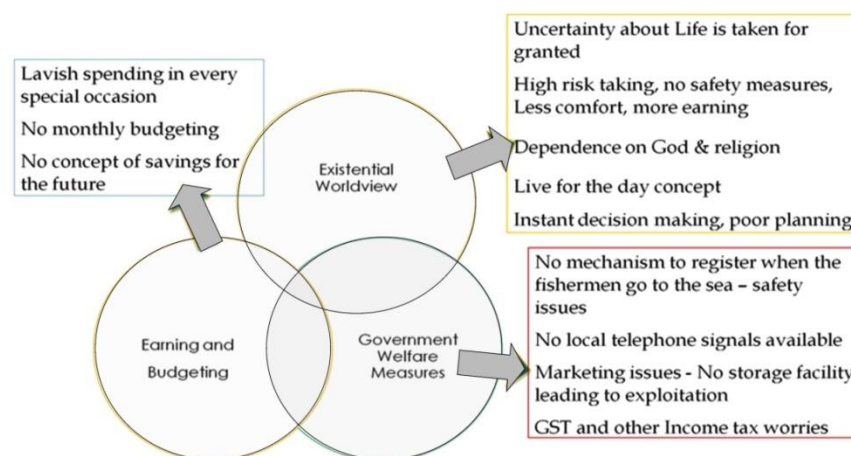 Lavish spending in every
special occasion
No monthly budgeting
No concept of savings for
the future
Existential
Worldview
Uncertainty about Life is taken for
granted
High risk taking, no safety measures,
Less comfort, more earning
Dependence on God & religion
Live for the day concept
Instant decision making, poor planning
Earning and
Budgeting
Government
Welfare
Measures
No mechanism to register when the
fishermen go to the sea – safety
issues
No local telephone signals available
Marketing issues - No storage facility
leading to exploitation
GST and other Income tax worries